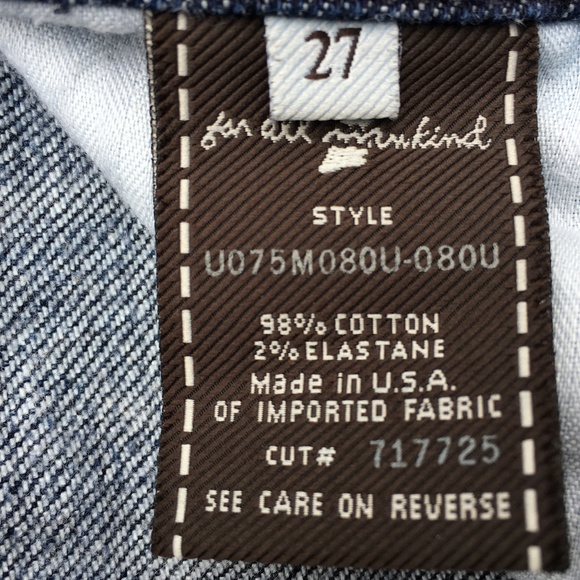 27
for all mankind
STYLE
U075M080U-080U
98% COTTON
2% ELASTANE
Made in U.S.A.
OF IMPORTED FABRIC
CUT# 717725
SEE CARE ON REVERSE